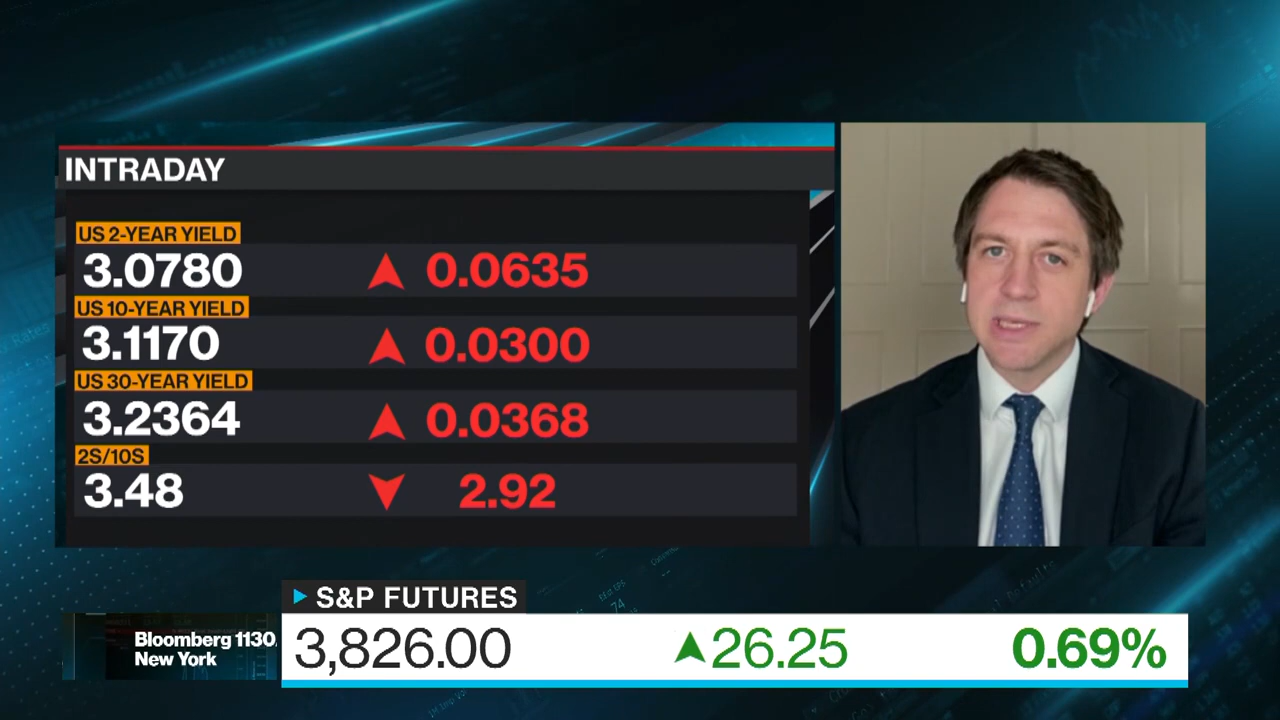 INTRADAY
US 2-YEAR YIELD
3.0780 ▲ 0.0635
US 10-YEAR YIELD
3.1170 ▲ 0.0300
US 30-YEAR YIELD
3.2364 ▲ 0.0368
2S/10S
3.48 ▼ 2.92
S&P FUTURES
Bloomberg 1130
New York
3,826.00 ▲26.25 0.69%